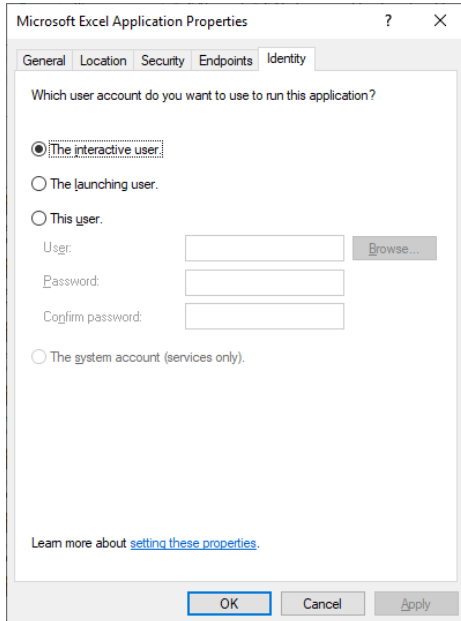 Microsoft Excel Application Properties ? ×
General Location Security Endpoints Identity
Which user account do you want to use to run this application?
The interactive user.
The launching user.
This user.
User: Browse...
Password:
Confirm password:
The system account (services only).
Learn more about setting these properties.
OK Cancel Apply